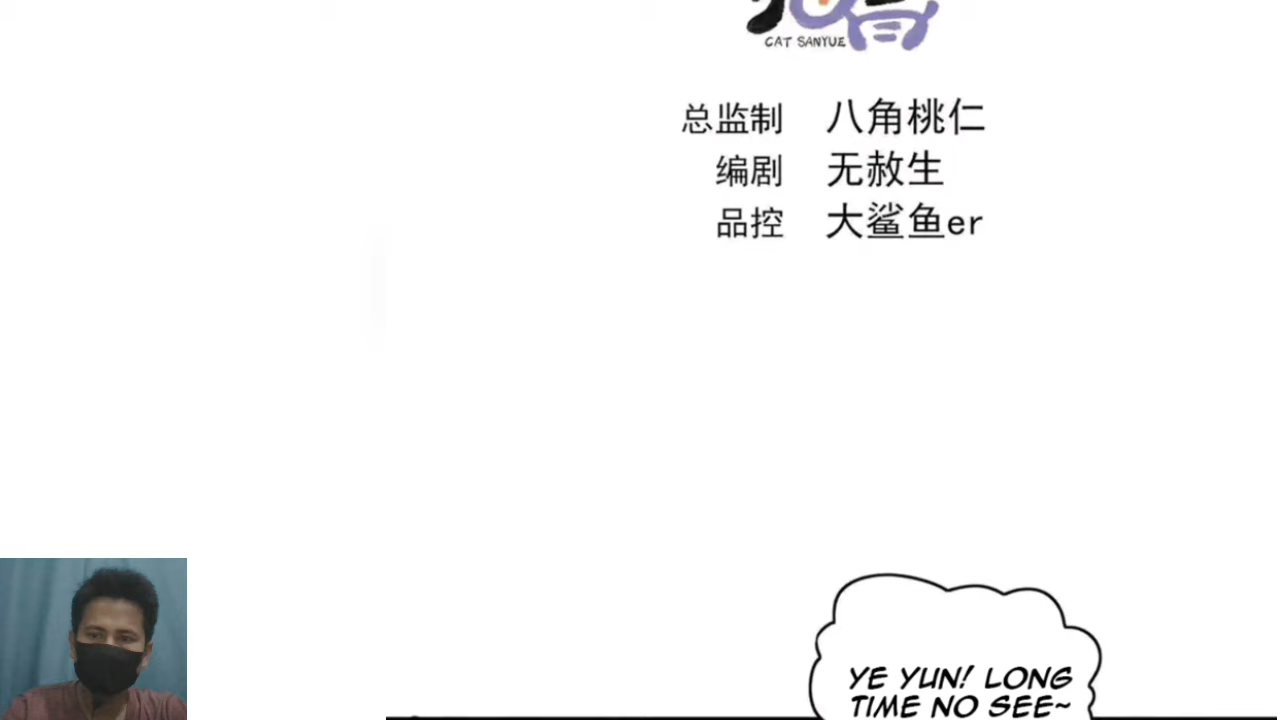 CAT SANYUE
总监制 八角桃仁
编剧 无赦生
品控 大鲨鱼er
YE YUN! LONG
TIME NO SEE~